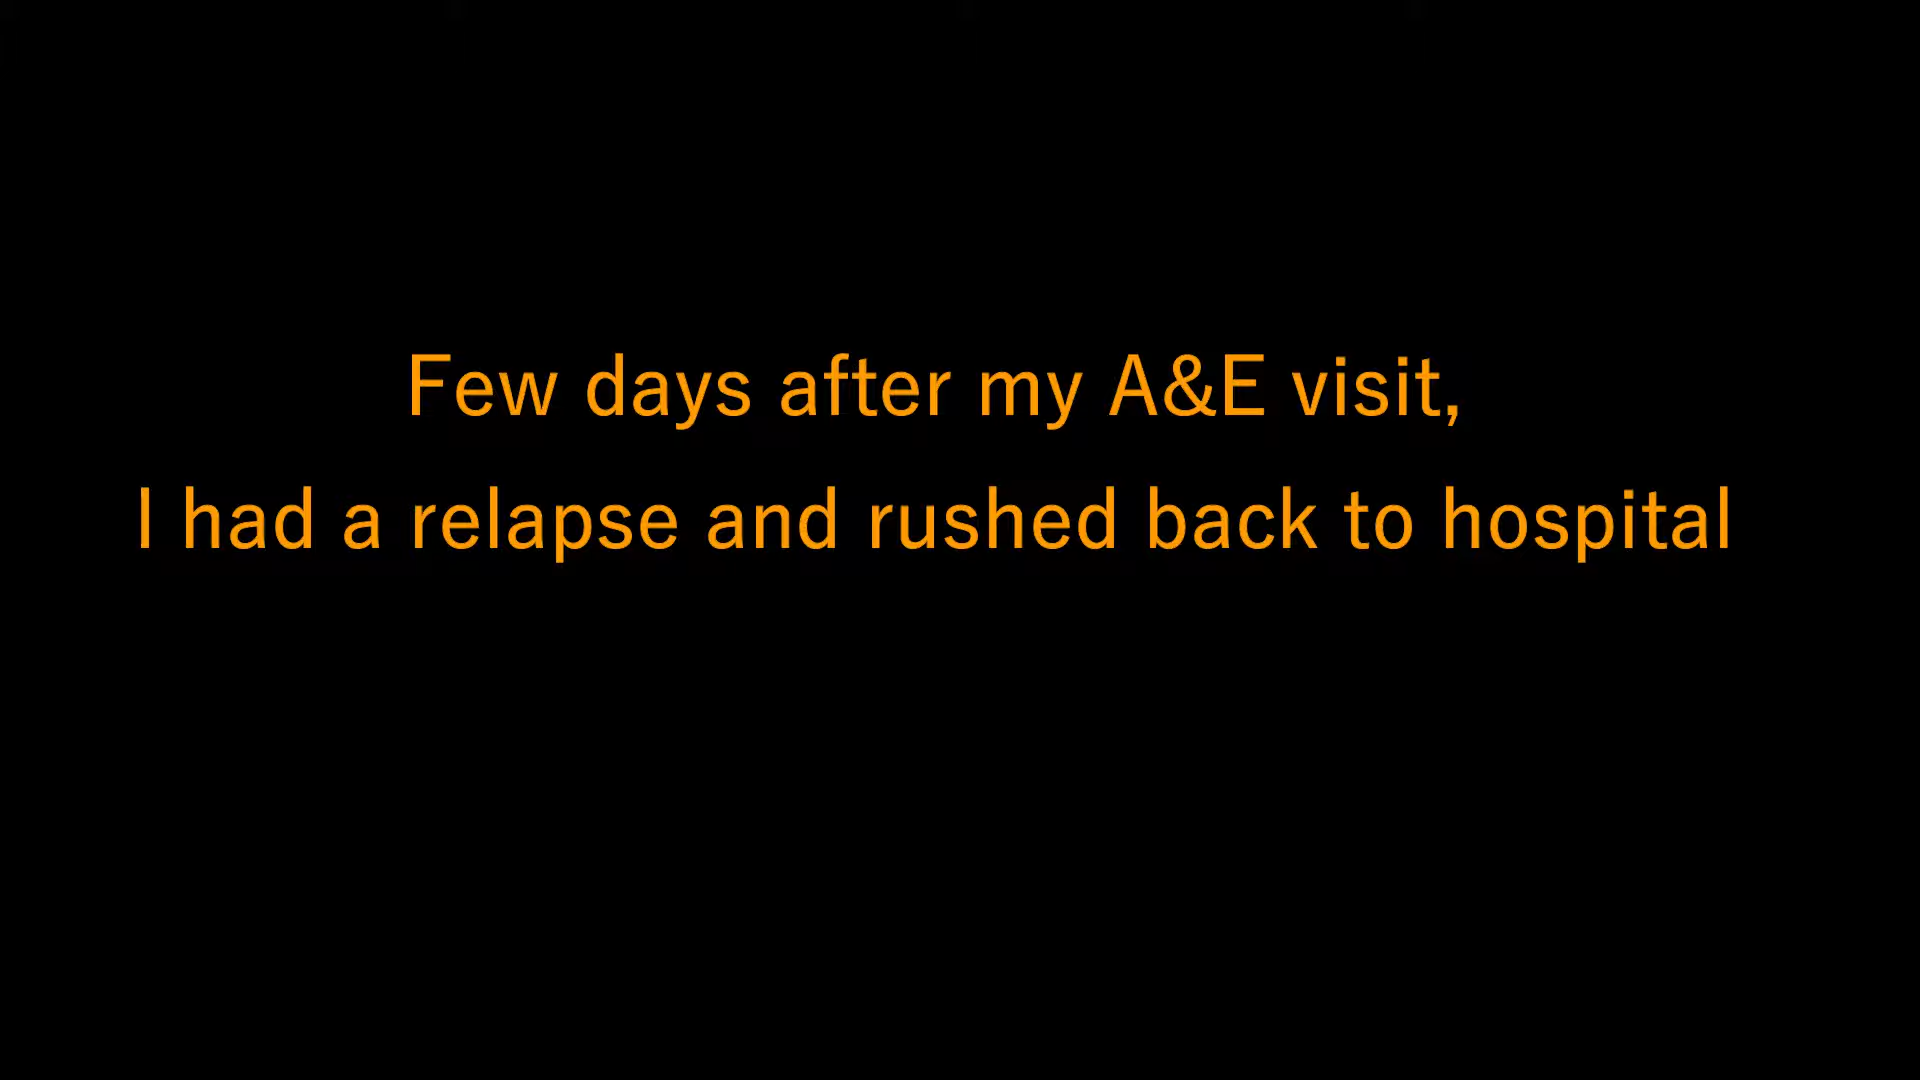 Few days after my A&E visit,
I had a relapse and rushed back to hospital